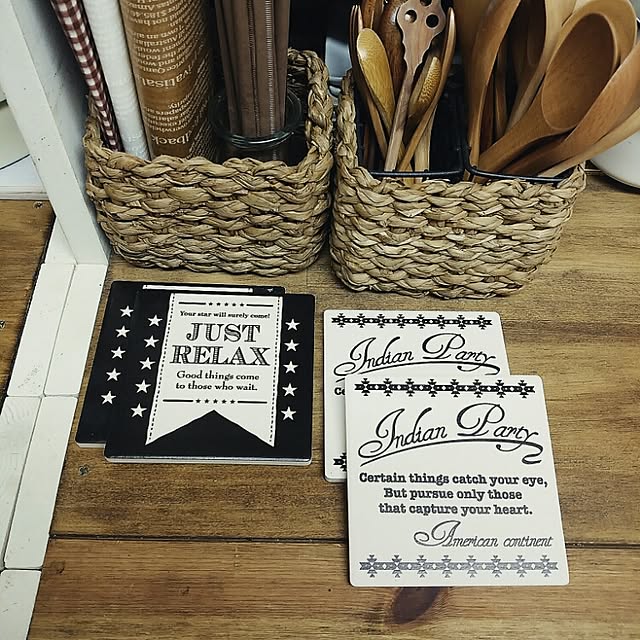 Your star will surely come!
JUST
RELAX
Good things come
to those who wait.
Indian Party
Indian Party
Certain things catch your eye,
But pursue only those
that capture your heart.
American continent